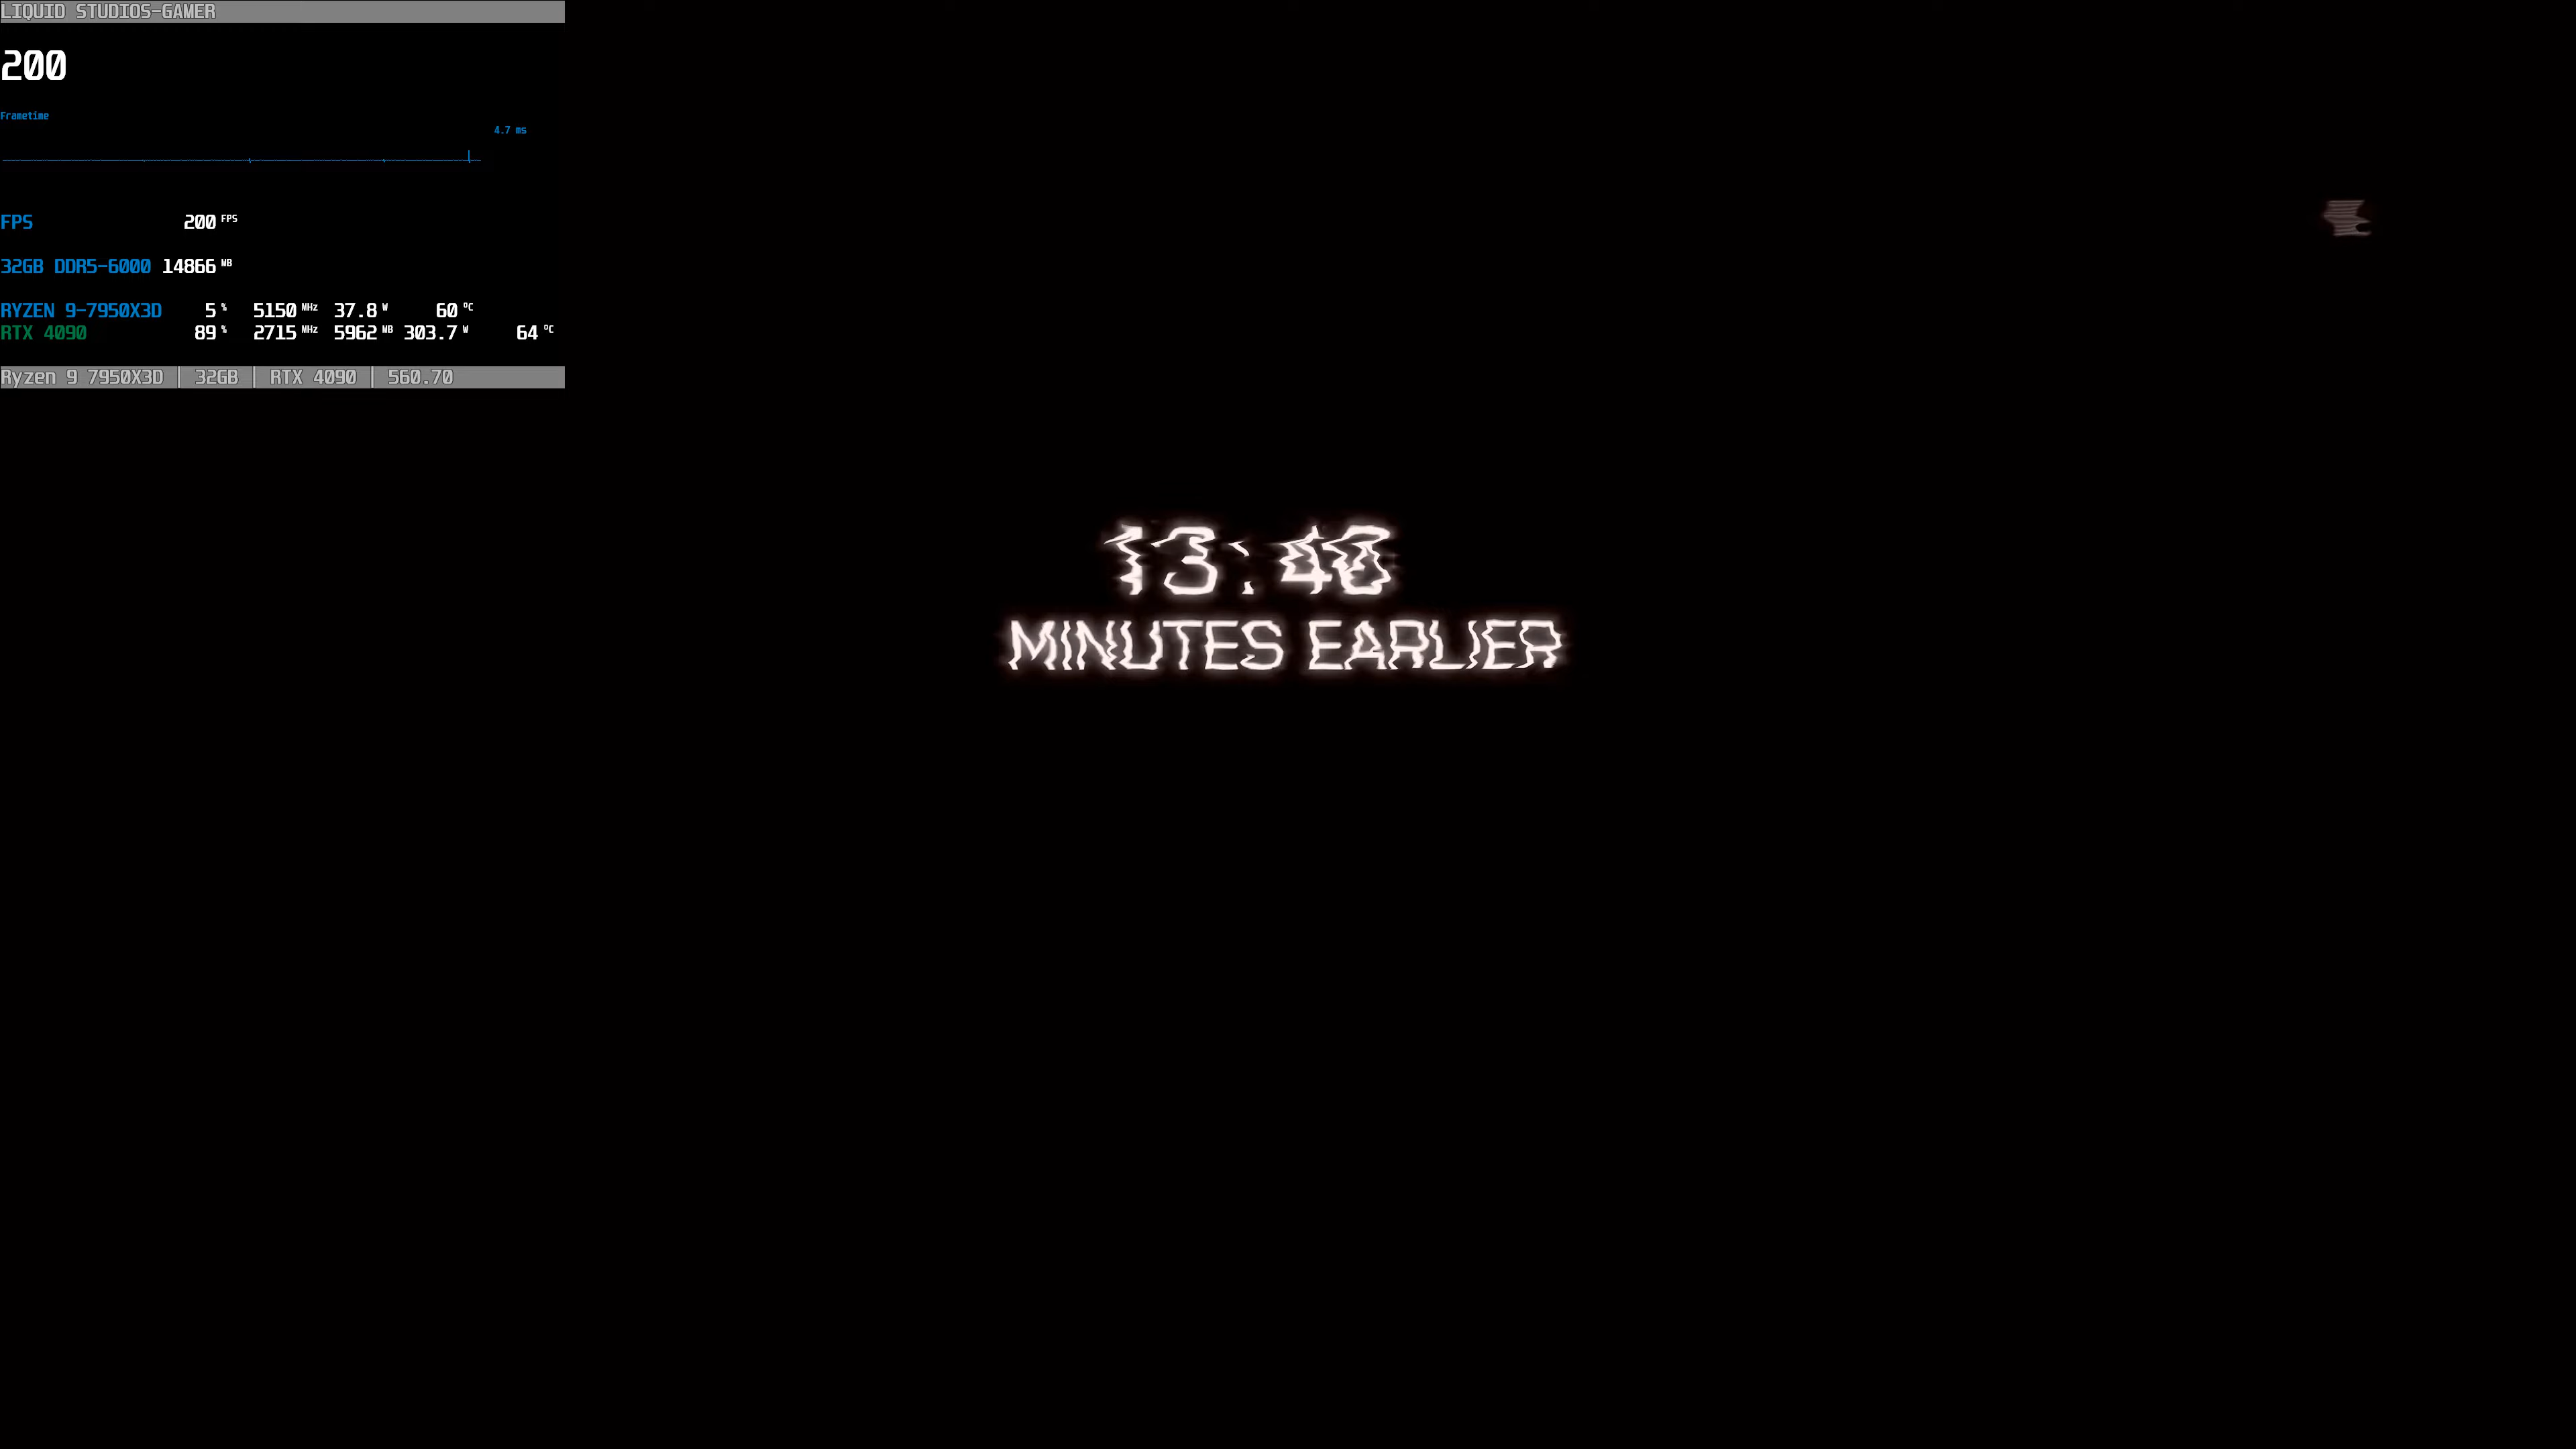 LIQUID STUDIOS-GAMER
200
Frametime
4.7 ms
FPS 200 FPS
32GB DDR5-6000 14866 MB
RYZEN 9-7950X3D 5 % 5150 MHz 37.8 W 60 °C
RTX 4090 89 % 2715 MHz 5962 MB 303.7 W 64 °C
Ryzen 9 7950X3D | 32GB | RTX 4090 | 560.70
MINUTES EARLIER